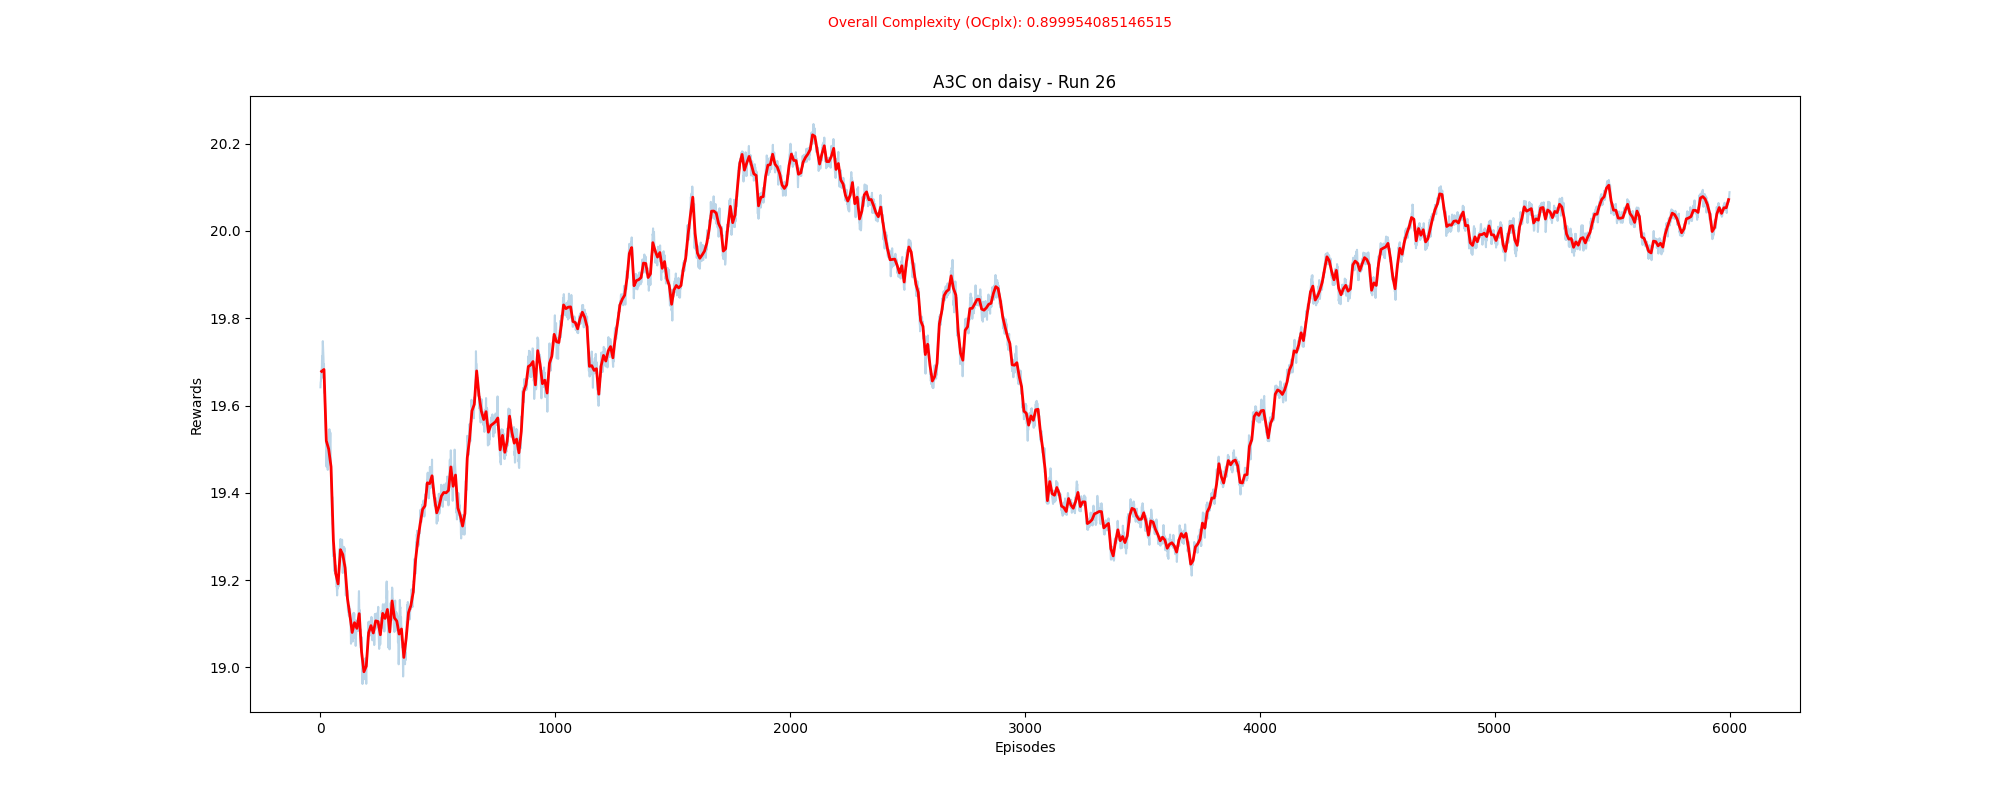 Overall Complexity (OCplx): 0.899954085146515
A3C on daisy - Run 26
20.2
20.0
19.8
19.6
19.4
19.2
19.0
Rewards
0 1000 2000 3000 4000 5000 6000
Episodes